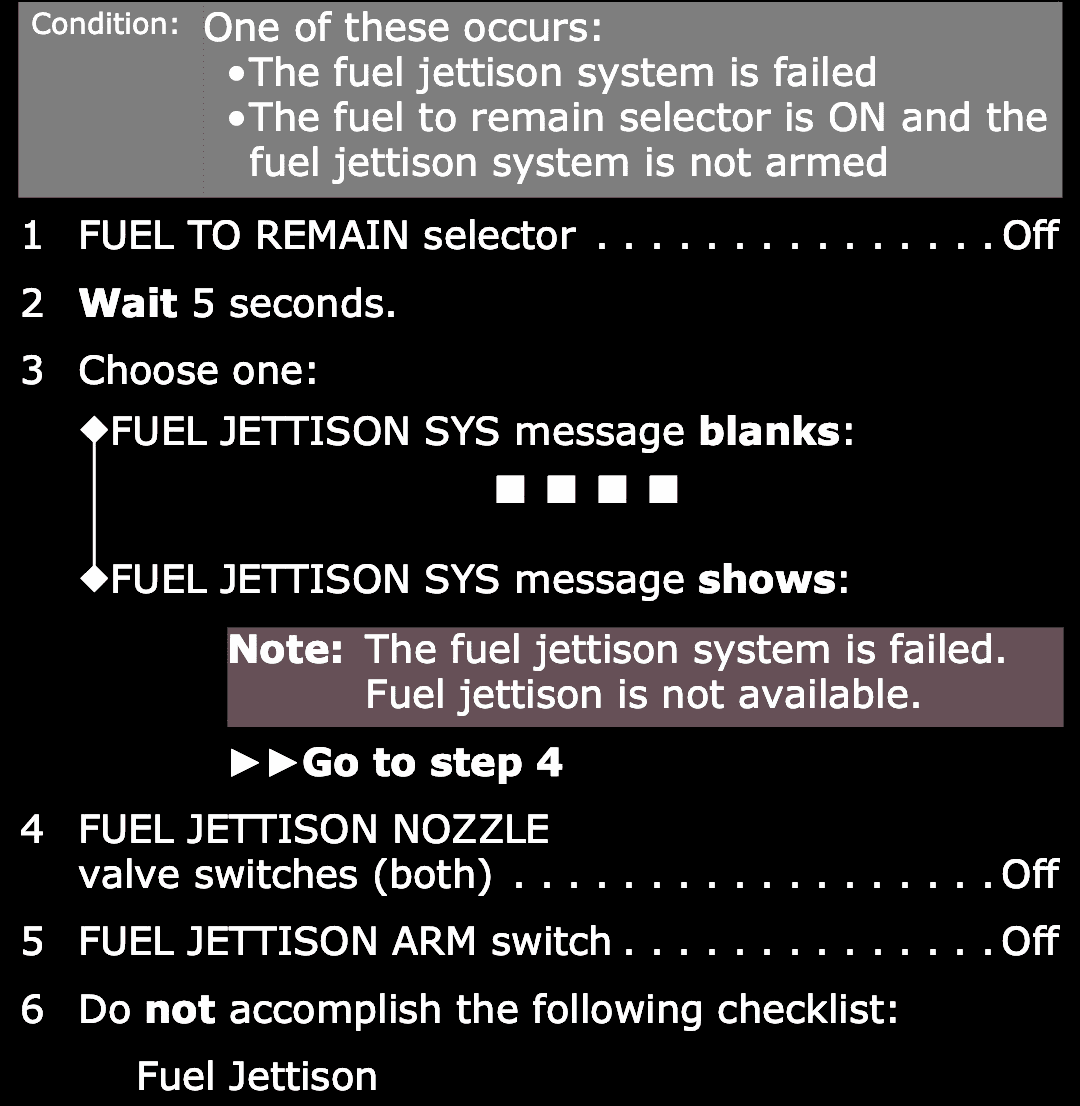 Condition: One of these occurs:
•The fuel jettison system is failed
•The fuel to remain selector is ON and the
fuel jettison system is not armed
1 FUEL TO REMAIN selector . . . . . . . . . . . . . . . Off
2 Wait 5 seconds.
3 Choose one:
◆FUEL JETTISON SYS message blanks:
■ ■ ■ ■
◆FUEL JETTISON SYS message shows:
Note: The fuel jettison system is failed.
Fuel jettison is not available.
►►Go to step 4
4 FUEL JETTISON NOZZLE
valve switches (both) . . . . . . . . . . . . . . . . . . Off
5 FUEL JETTISON ARM switch . . . . . . . . . . . . . . Off
6 Do not accomplish the following checklist:
Fuel Jettison